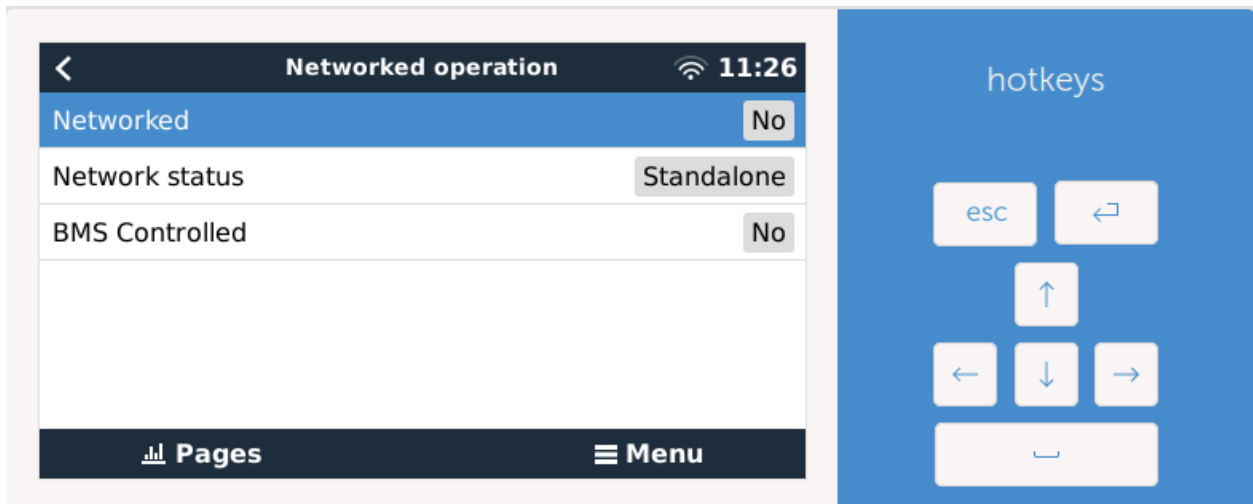 Networked operation 11:26
Networked No
Network status Standalone
BMS Controlled No
Pages Menu
hotkeys
esc